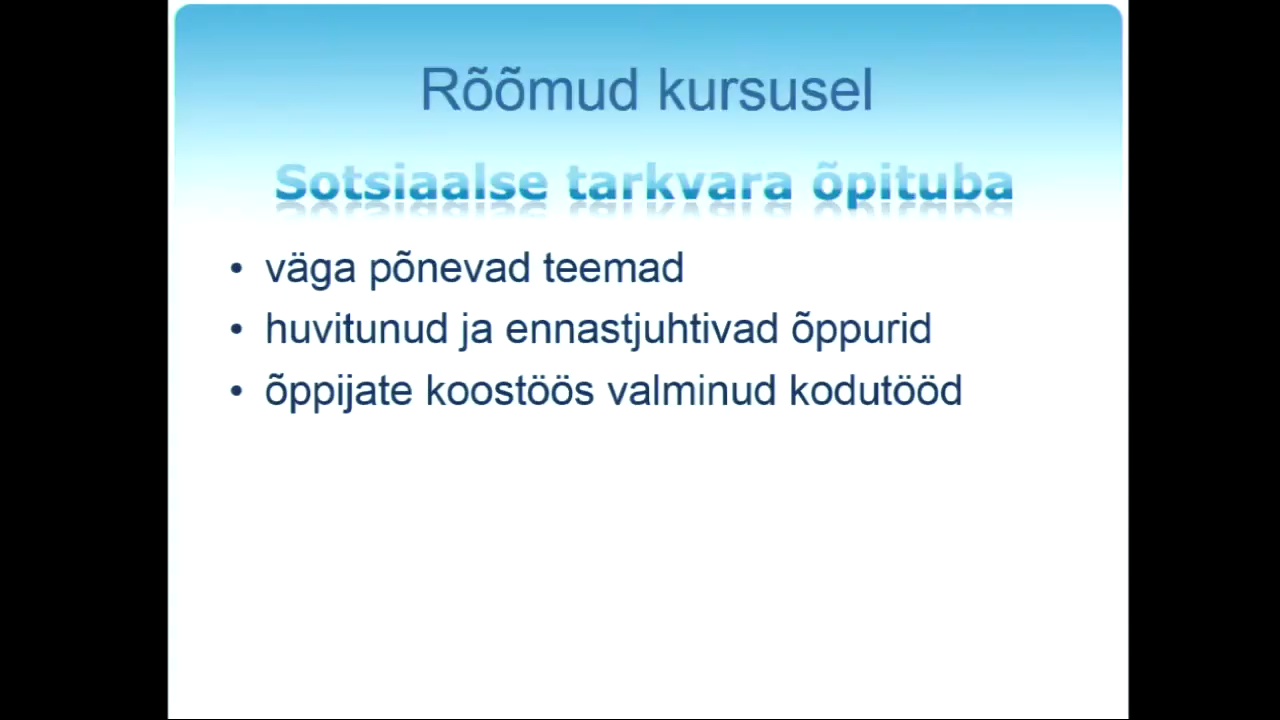 Rõõmud kursusel
Sotsiaalse tarkvara õpituba
• väga põnevad teemad
• huvitunud ja ennastjuhtivad õppurid
• õppijate koostöös valminud kodutööd